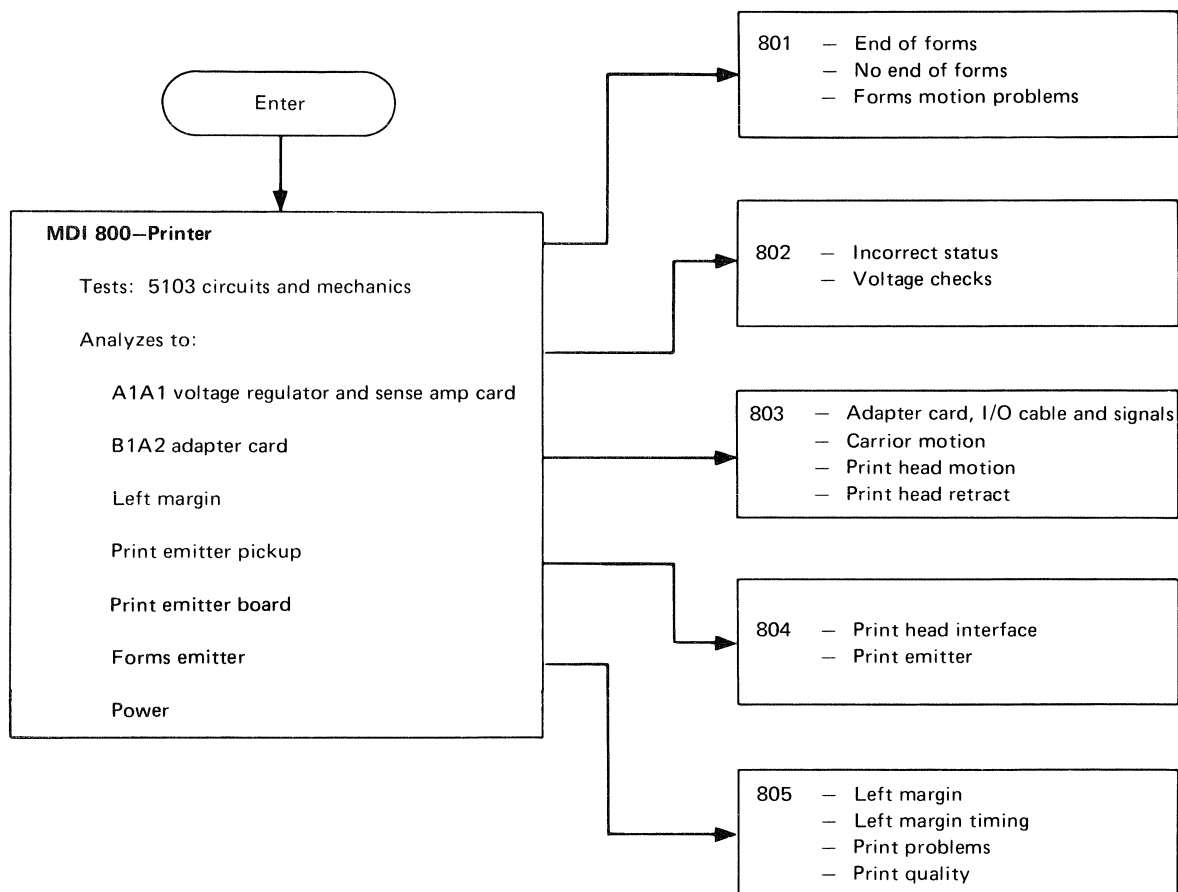 Enter
MDI 800—Printer
Tests: 5103 circuits and mechanics
Analyzes to:
A1A1 voltage regulator and sense amp card
B1A2 adapter card
Left margin
Print emitter pickup
Print emitter board
Forms emitter
Power
801 — End of forms
— No end of forms
— Forms motion problems
802 — Incorrect status
— Voltage checks
803 — Adapter card, I/O cable and signals
— Carrior motion
— Print head motion
— Print head retract
804 — Print head interface
— Print emitter
805 — Left margin
— Left margin timing
— Print problems
— Print quality